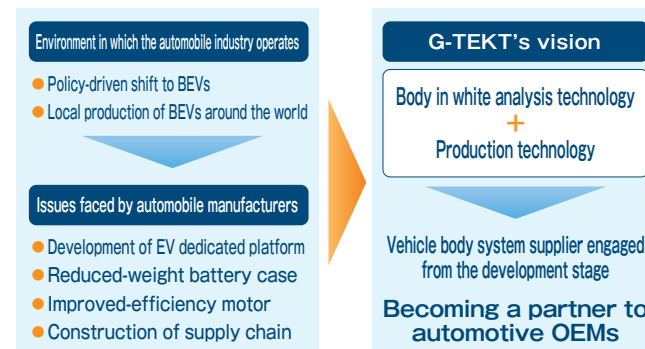 Environment in which the automobile industry operates
● Policy-driven shift to BEVs
● Local production of BEVs around the world
Issues faced by automobile manufacturers
● Development of EV dedicated platform
● Reduced-weight battery case
● Improved-efficiency motor
● Construction of supply chain
G-TEKT's vision
Body in white analysis technology
+
Production technology
Vehicle body system supplier engaged
from the development stage
Becoming a partner to
automotive OEMs